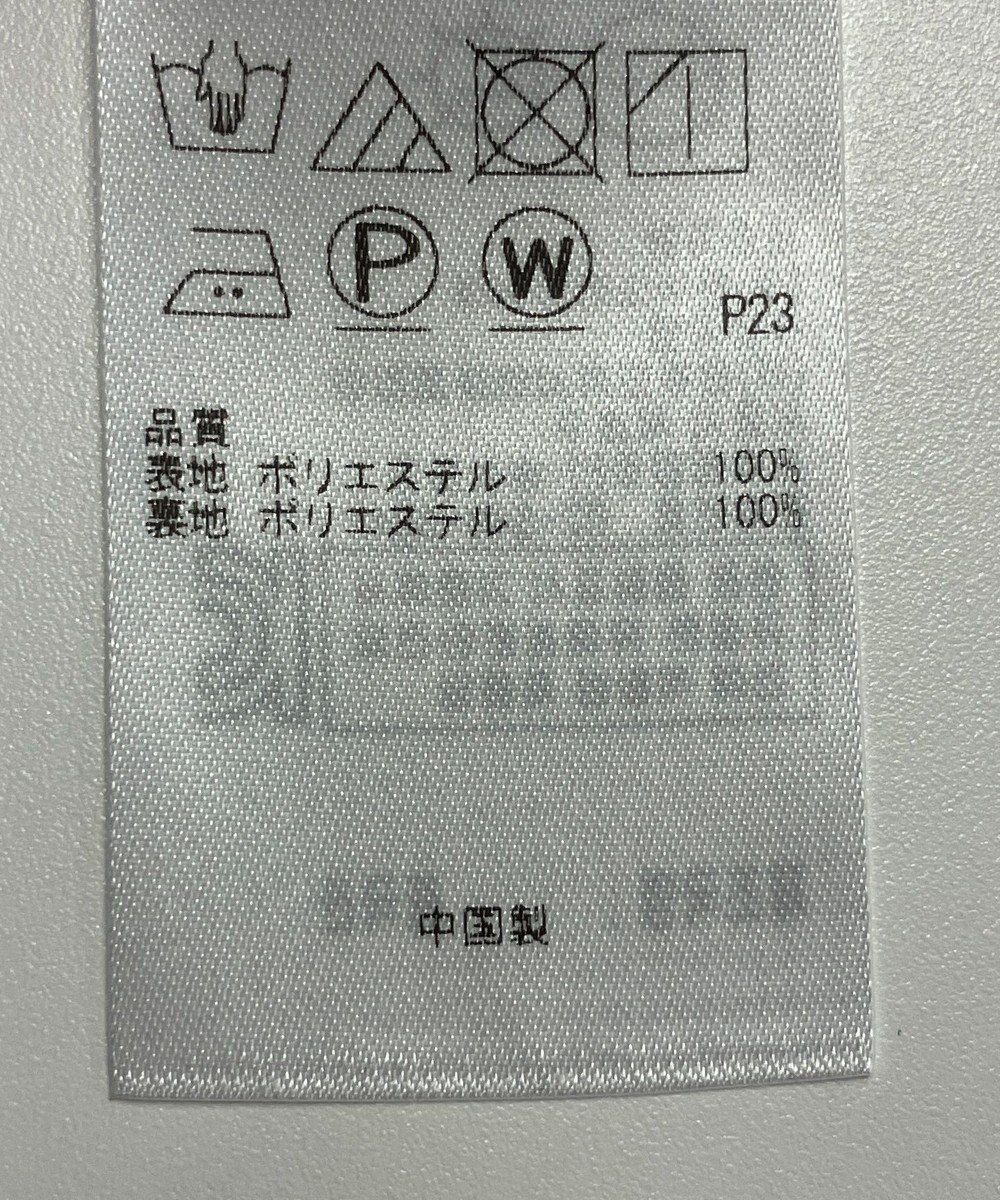 P
W
P23
品質
表地 ポリエステル 100%
裏地 ポリエステル 100%
中国製